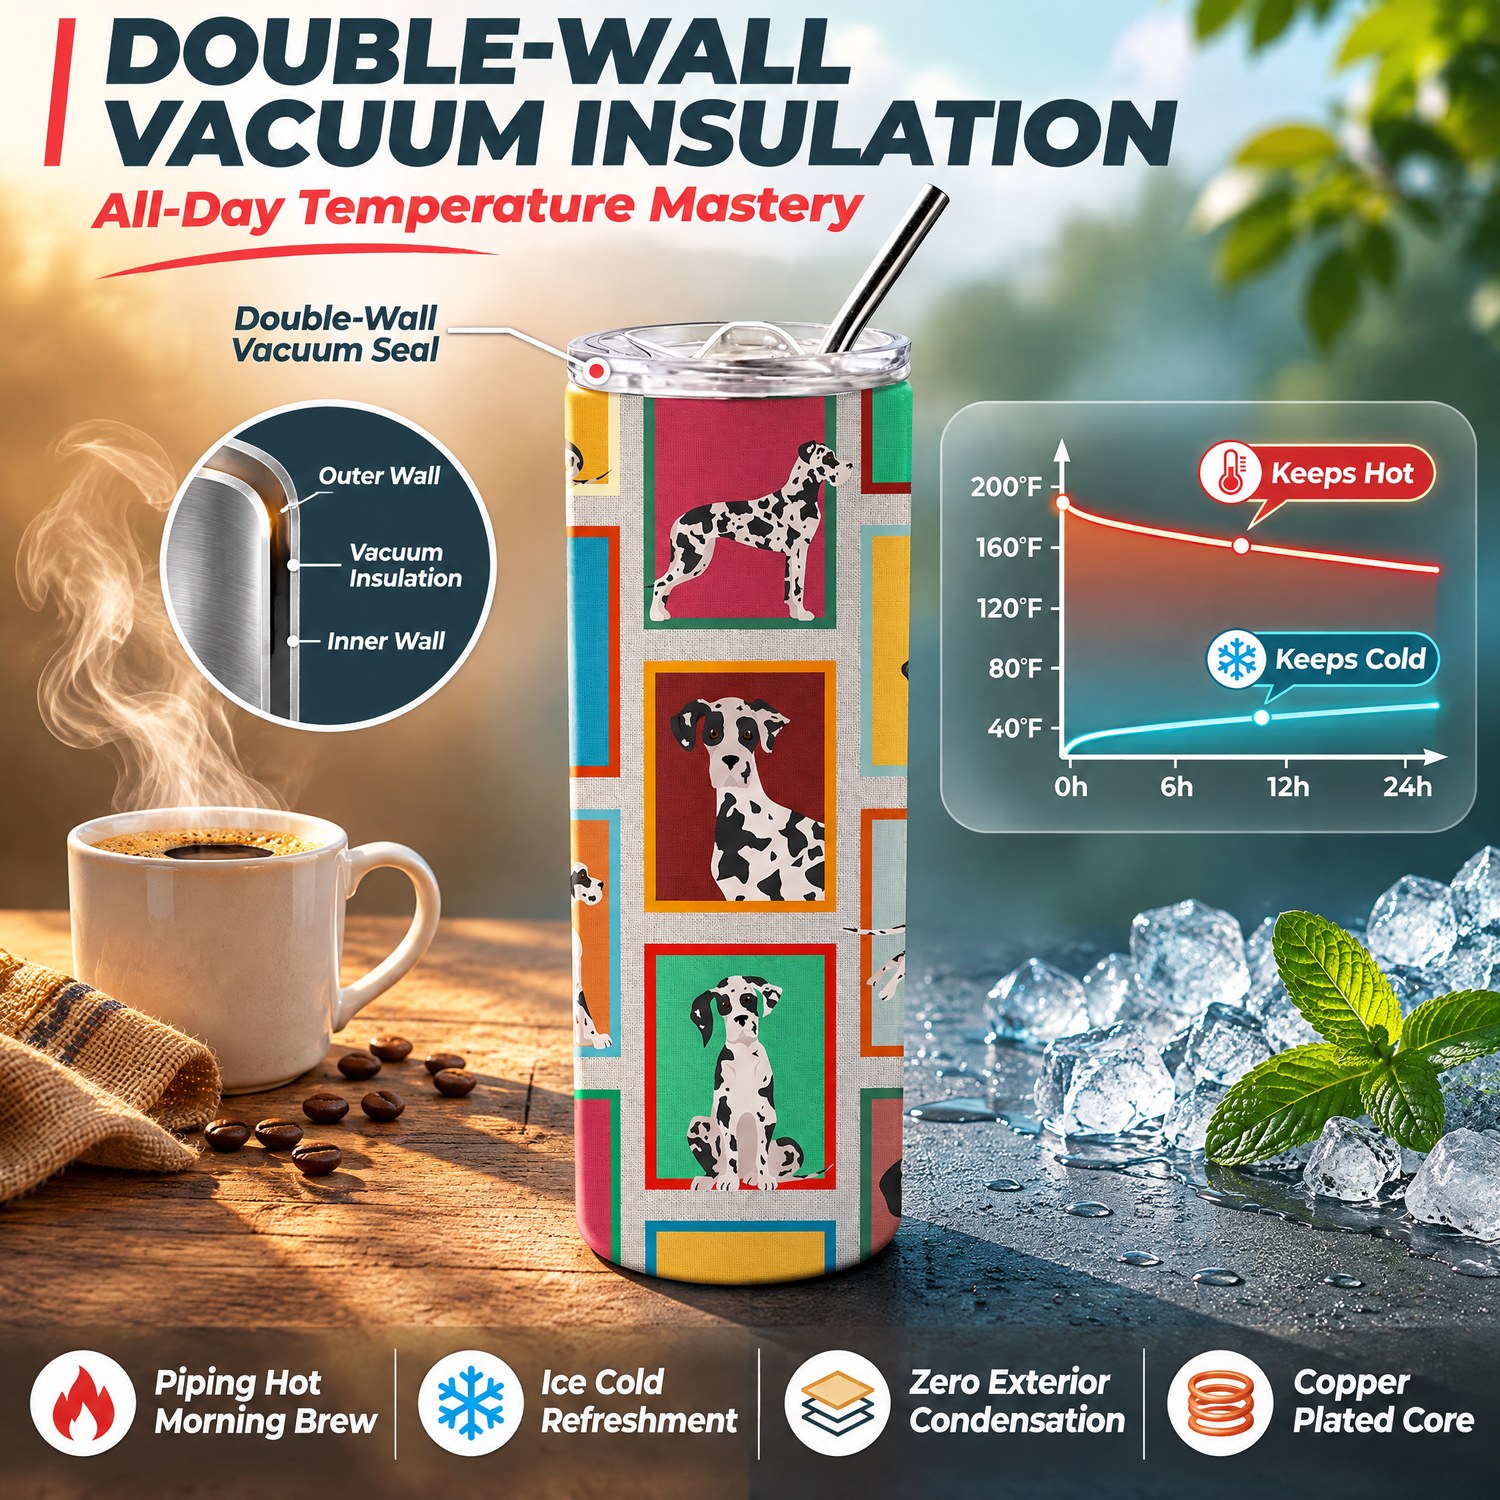 DOUBLE-WALL
VACUUM INSULATION
All-Day Temperature Mastery
Double-Wall
Vacuum Seal
Outer Wall
Vacuum
Insulation
Inner Wall
200°F
160°F
120°F
80°F
40°F
0h
6h
12h
24h
Keeps Hot
Keeps Cold
Piping Hot
Morning Brew
Ice Cold
Refreshment
Zero Exterior
Condensation
Copper
Plated Core